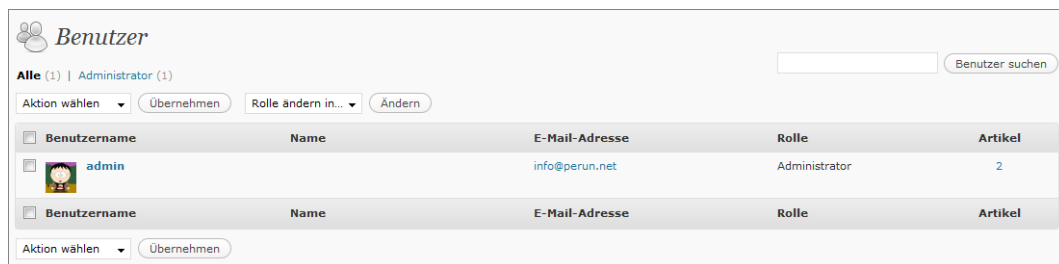 Benutzer
Benutzer suchen
Alle (1) | Administrator (1)
Aktion wählen Übernehmen Rolle ändern in... Ändern
Benutzername Name E-Mail-Adresse Rolle Artikel
admin info@perun.net Administrator 2
Benutzername Name E-Mail-Adresse Rolle Artikel
Aktion wählen Übernehmen